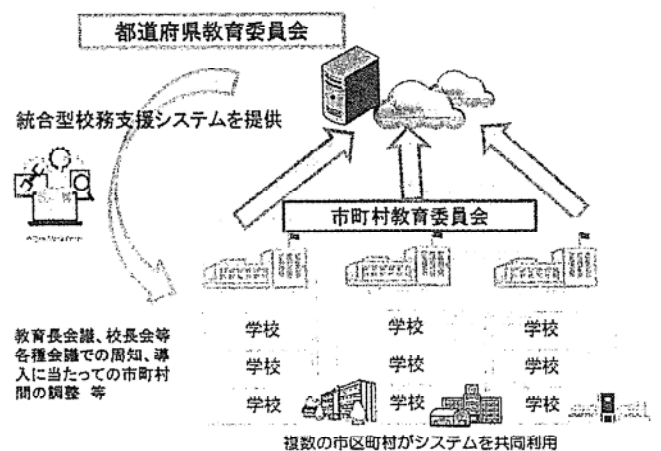 都道府県教育委員会
統合型校務支援システムを提供
市町村教育委員会
教育長会議、校長会等
各種会議での周知、導
入に当たっての市町村
間の調整 等
学校 学校 学校
学校 学校 学校
学校 学校 学校
複数の市区町村がシステムを共同利用